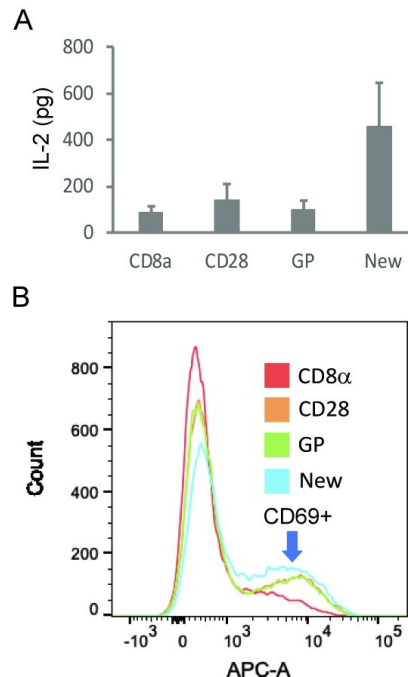 A
IL-2 (pg)
800
600
400
200
0
CD8a CD28 GP New
B
Count
800
600
400
200
0
CD8α
CD28
GP
New
CD69+
-10³ 0 10³ 10⁴ 10⁵
APC-A